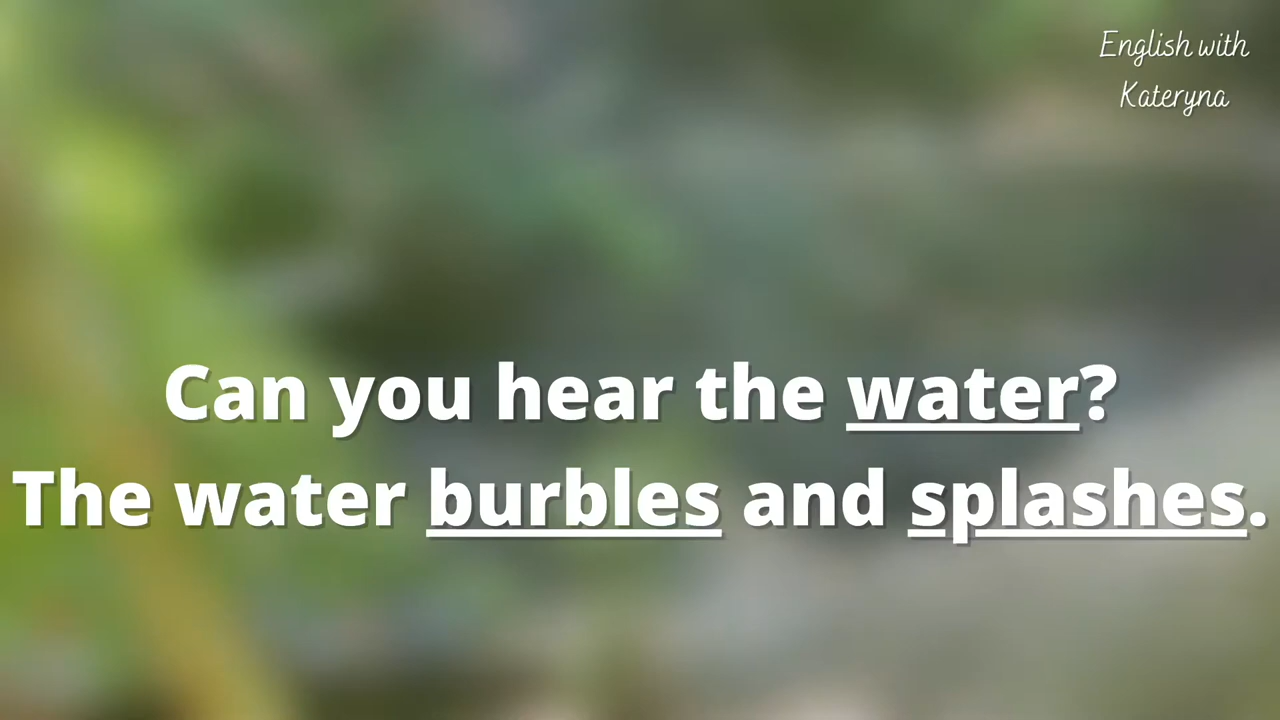 English with
Kateryna
Can you hear the water?
The water burbles and splashes.